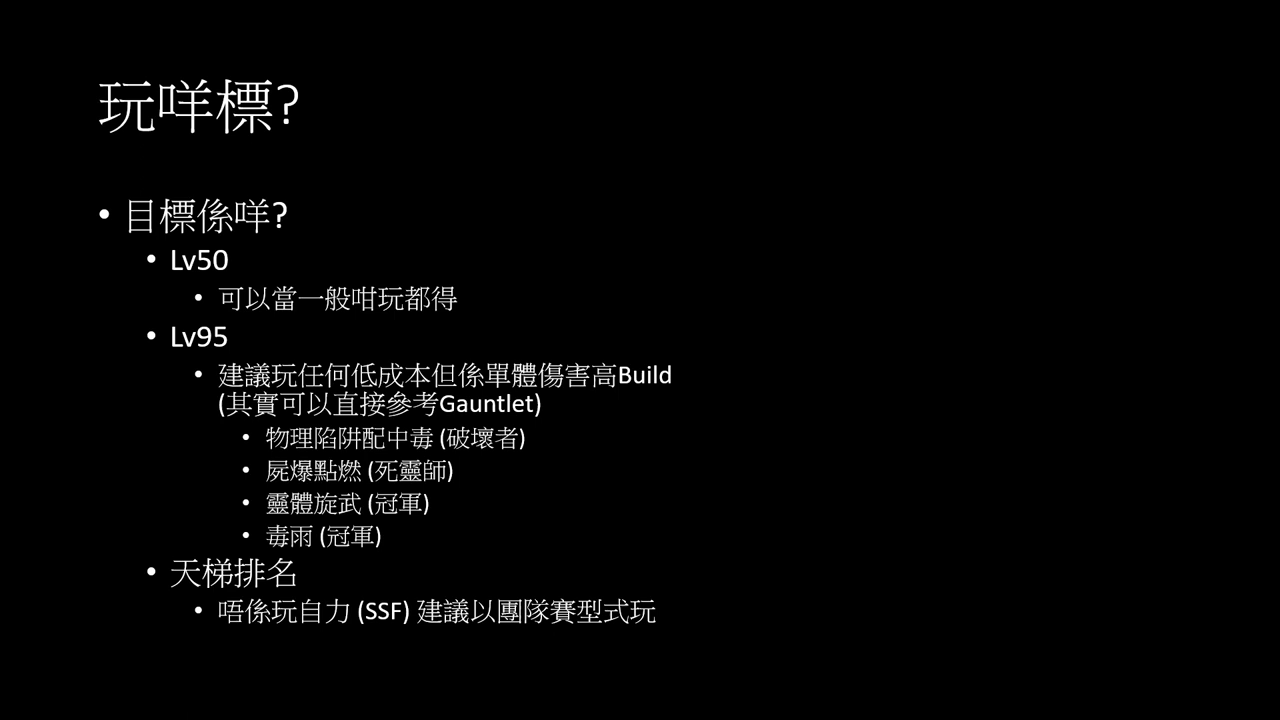 玩咩標?
• 目標係咩?
• Lv50
• 可以當一般咁玩都得
• Lv95
• 建議玩任何低成本但係單體傷害高Build
(其實可以直接參考Gauntlet)
• 物理陷阱配中毒 (破壞者)
• 屍爆點燃 (死靈師)
• 靈體旋武 (冠軍)
• 毒雨 (冠軍)
• 天梯排名
• 唔係玩自力 (SSF) 建議以團隊賽型式玩